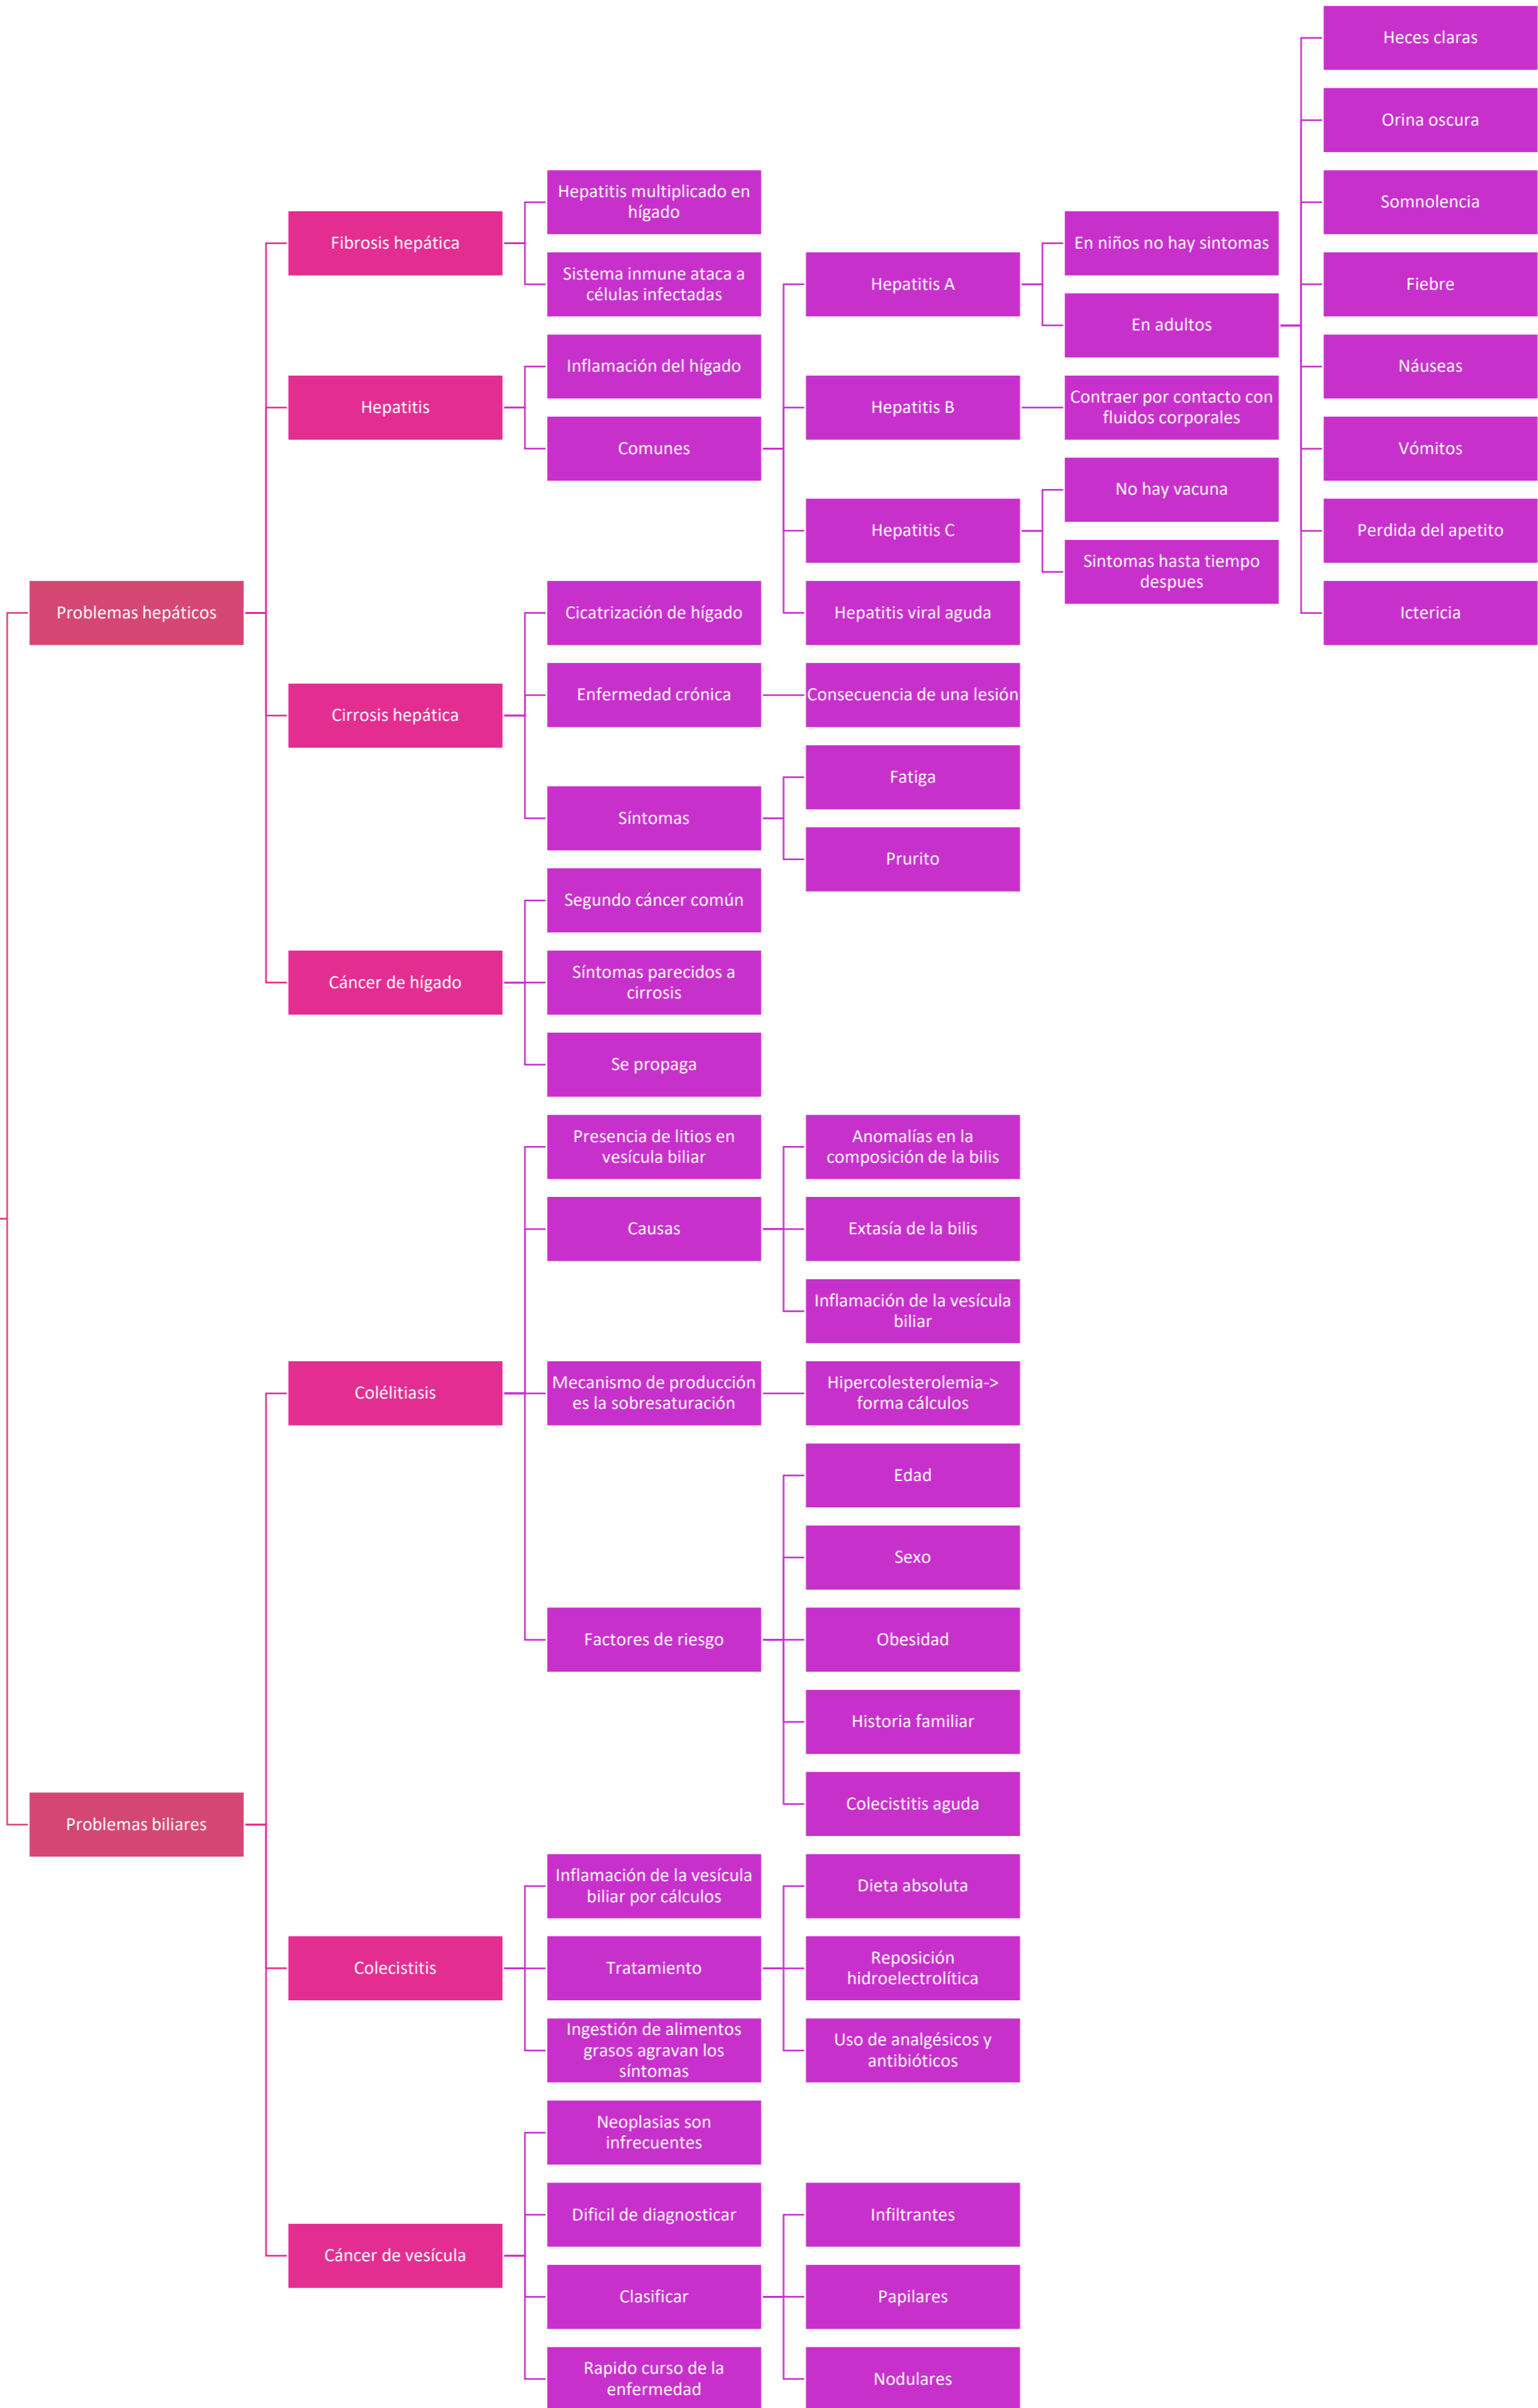 Problemas hepáticos
Fibrosis hepática
Hepatitis multiplicado en
hígado
Sistema inmune ataca a
células infectadas
Hepatitis
Inflamación del hígado
Comunes
Hepatitis A
En niños no hay sintomas
En adultos
Heces claras
Orina oscura
Somnolencia
Fiebre
Náuseas
Vómitos
Perdida del apetito
Ictericia
Hepatitis B
Contraer por contacto con
fluidos corporales
Hepatitis C
No hay vacuna
Sintomas hasta tiempo
despues
Hepatitis viral aguda
Cirrosis hepática
Cicatrización de hígado
Enfermedad crónica
Consecuencia de una lesión
Síntomas
Fatiga
Prurito
Cáncer de hígado
Segundo cáncer común
Síntomas parecidos a
cirrosis
Se propaga
Problemas biliares
Colélitiasis
Presencia de litios en
vesícula biliar
Causas
Anomalías en la
composición de la bilis
Extasía de la bilis
Inflamación de la vesícula
biliar
Mecanismo de producción
es la sobresaturación
Hipercolesterolemia->
forma cálculos
Factores de riesgo
Edad
Sexo
Obesidad
Historia familiar
Colecistitis aguda
Colecistitis
Inflamación de la vesícula
biliar por cálculos
Tratamiento
Dieta absoluta
Reposición
hidroelectrolítica
Uso de analgésicos y
antibióticos
Ingestión de alimentos
grasos agravan los
síntomas
Cáncer de vesícula
Neoplasias son
infrecuentes
Dificil de diagnosticar
Clasificar
Infiltrantes
Papilares
Nodulares
Rapido curso de la
enfermedad